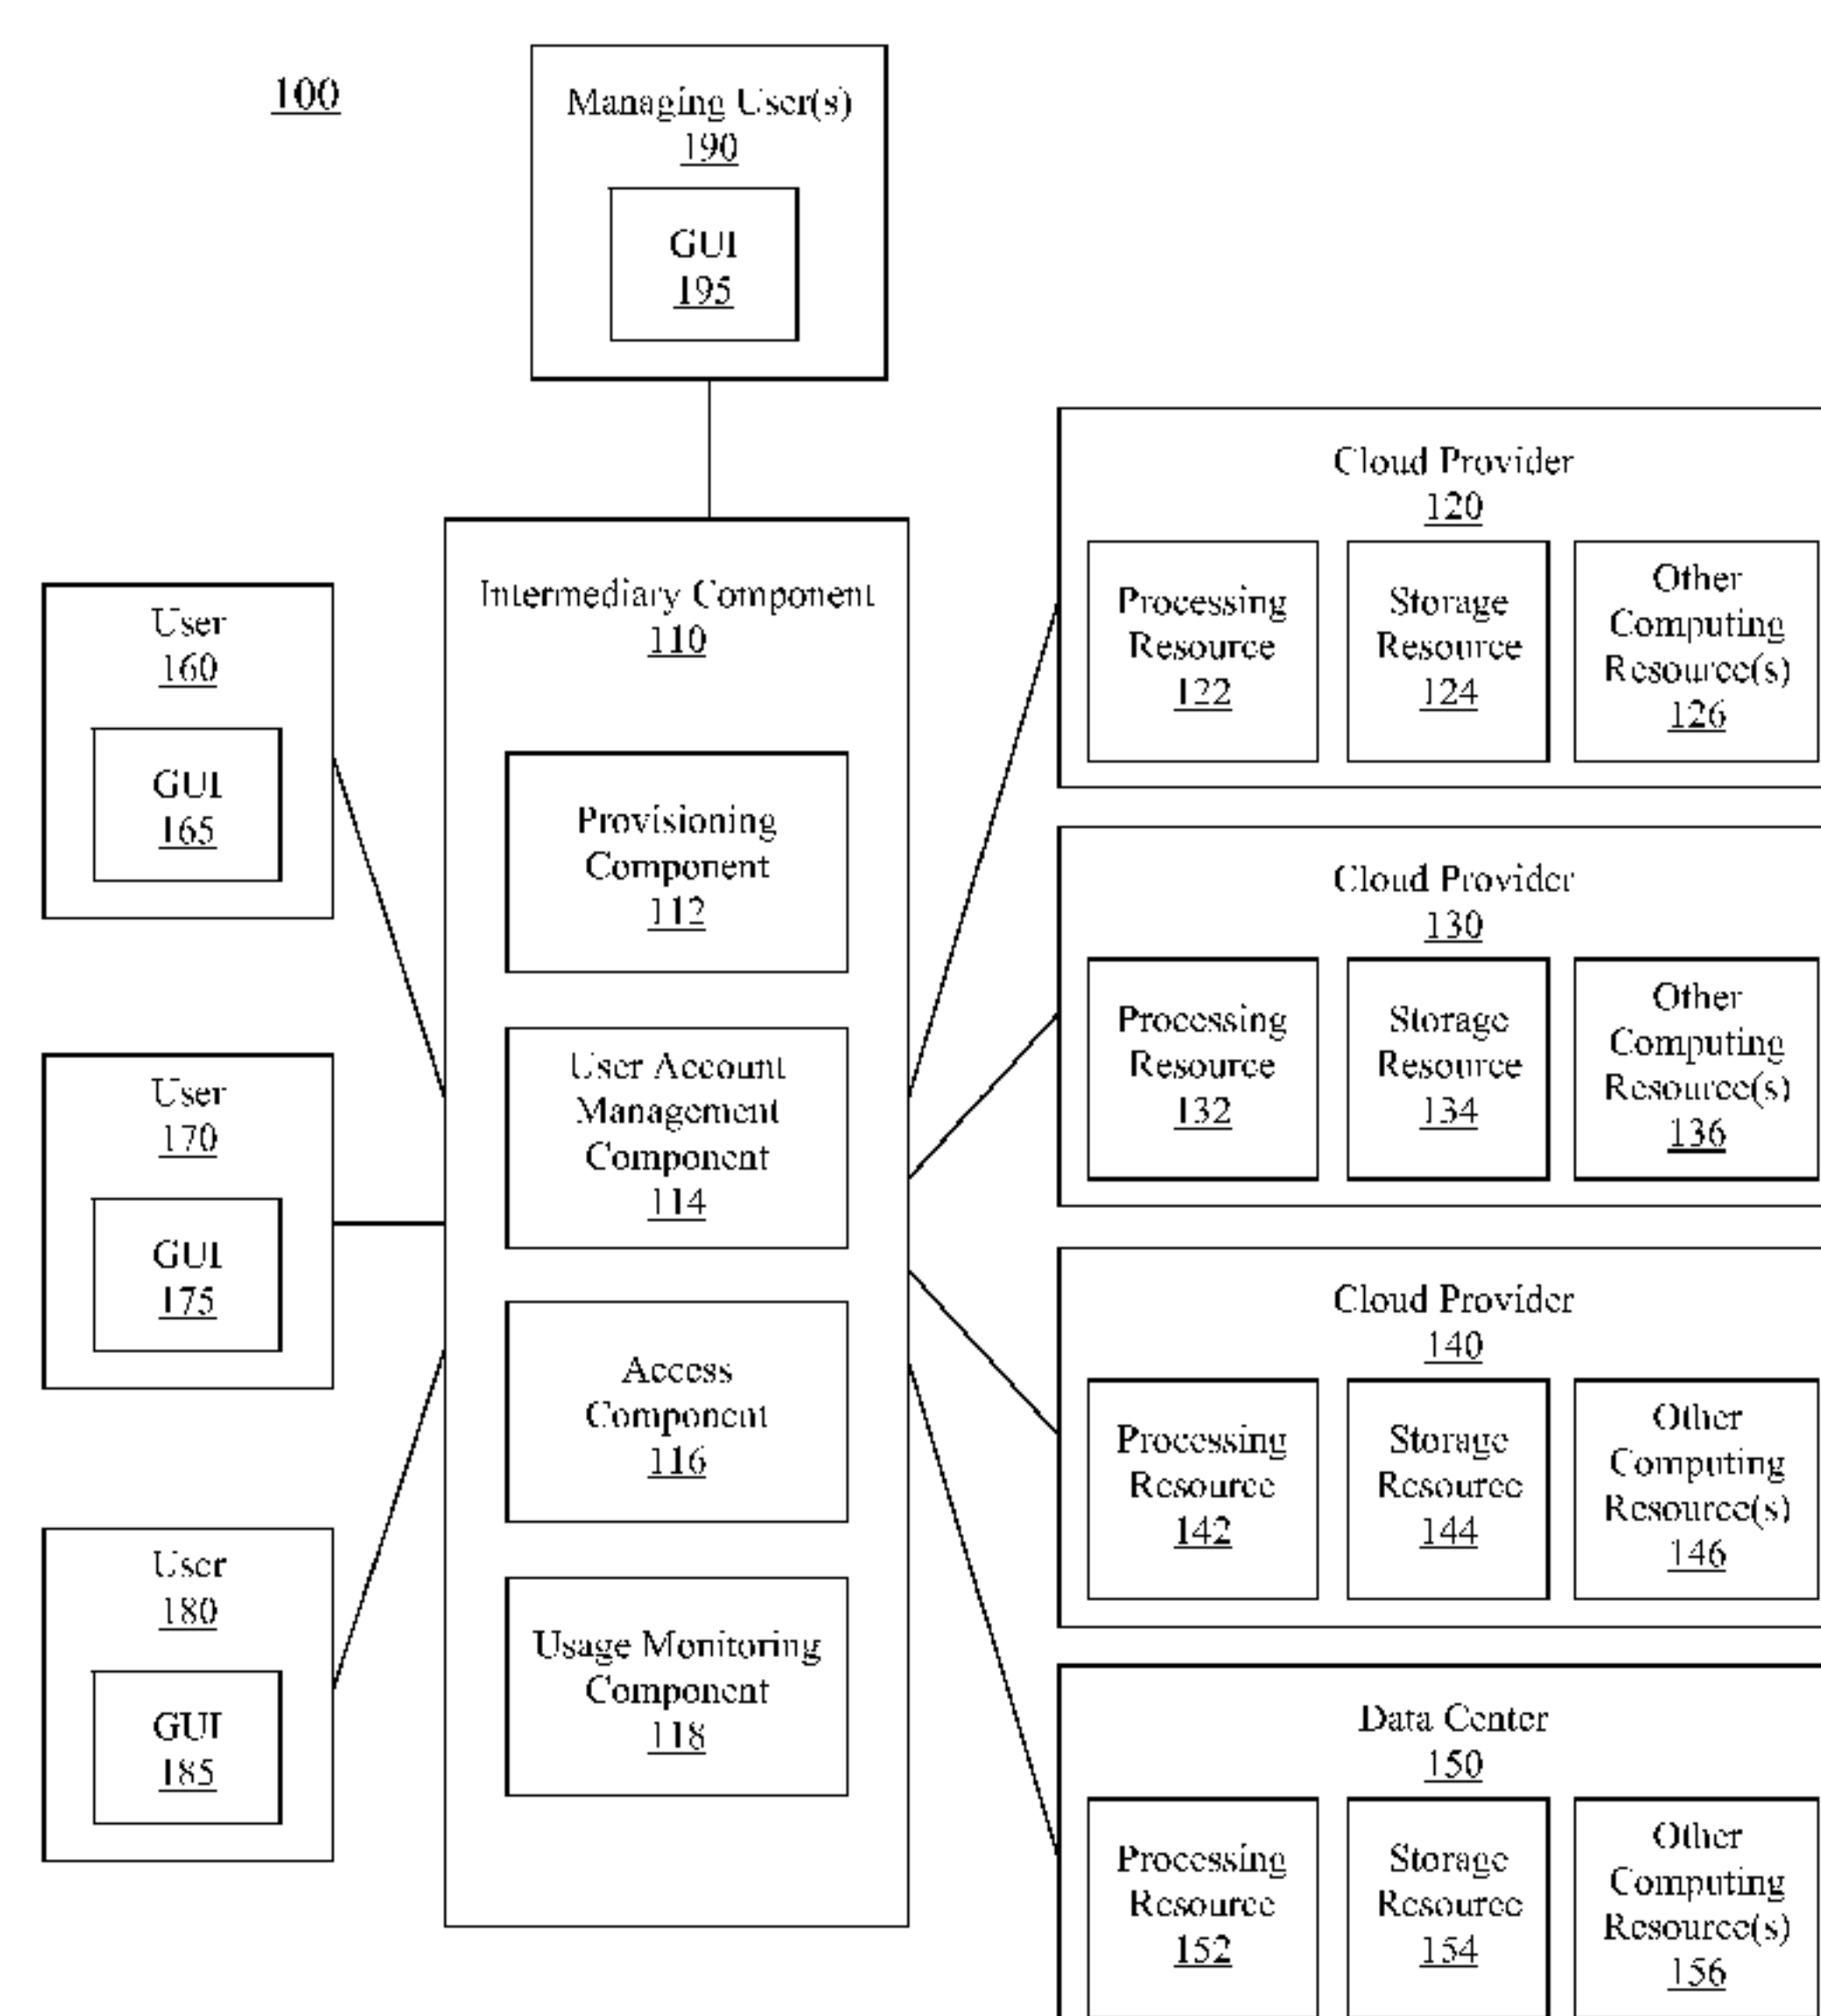 100
Managing User(s)
190
GUI
195
User
160
GUI
165
User
170
GUI
175
User
180
GUI
185
Intermediary Component
110
Provisioning
Component
112
User Account
Management
Component
114
Access
Component
116
Usage Monitoring
Component
118
Cloud Provider
120
Processing
Resource
122
Storage
Resource
124
Other
Computing
Resource(s)
126
Cloud Provider
130
Processing
Resource
132
Storage
Resource
134
Other
Computing
Resource(s)
136
Cloud Provider
140
Processing
Resource
142
Storage
Resource
144
Other
Computing
Resource(s)
146
Data Center
150
Processing
Resource
152
Storage
Resource
154
Other
Computing
Resource(s)
156